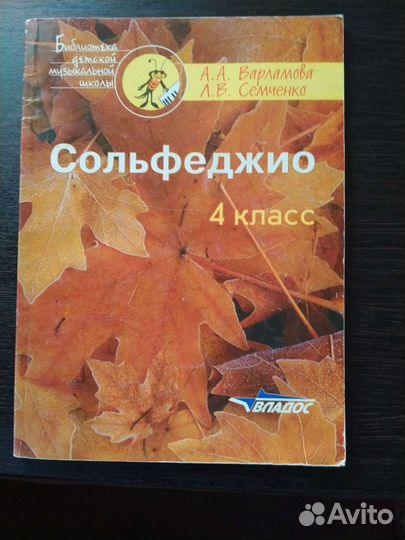 Библиотека
детской
музыкальной
школы
А.А. Варламова
Л.В. Семченко
Сольфеджио
4 класс
ВЛАДОС
Avito